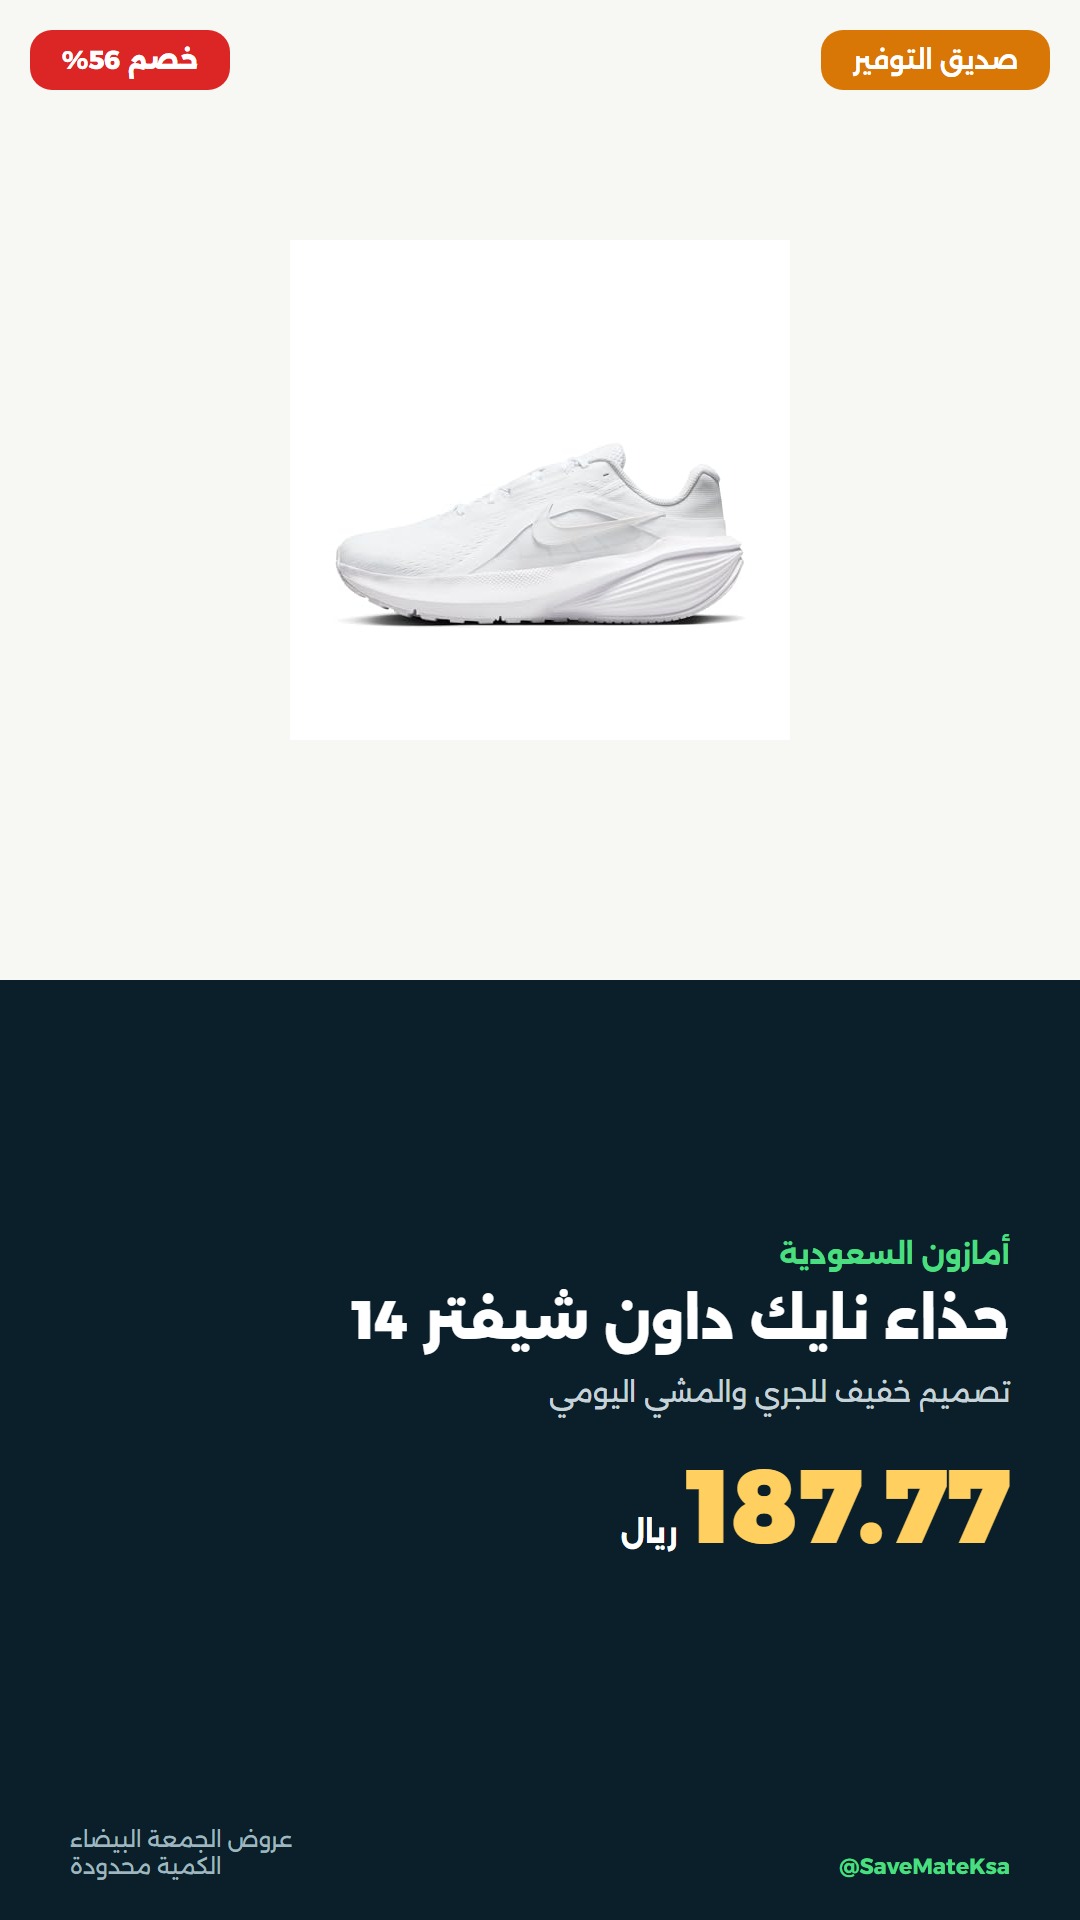 صديق التوفير
خصم 56%
أمازون السعودية
حذاء نايك داون شيفتر 14
تصميم خفيف للجري والمشي اليومي
187.77 ريال
@SaveMateKsa
عروض الجمعة البيضاء
الكمية محدودة